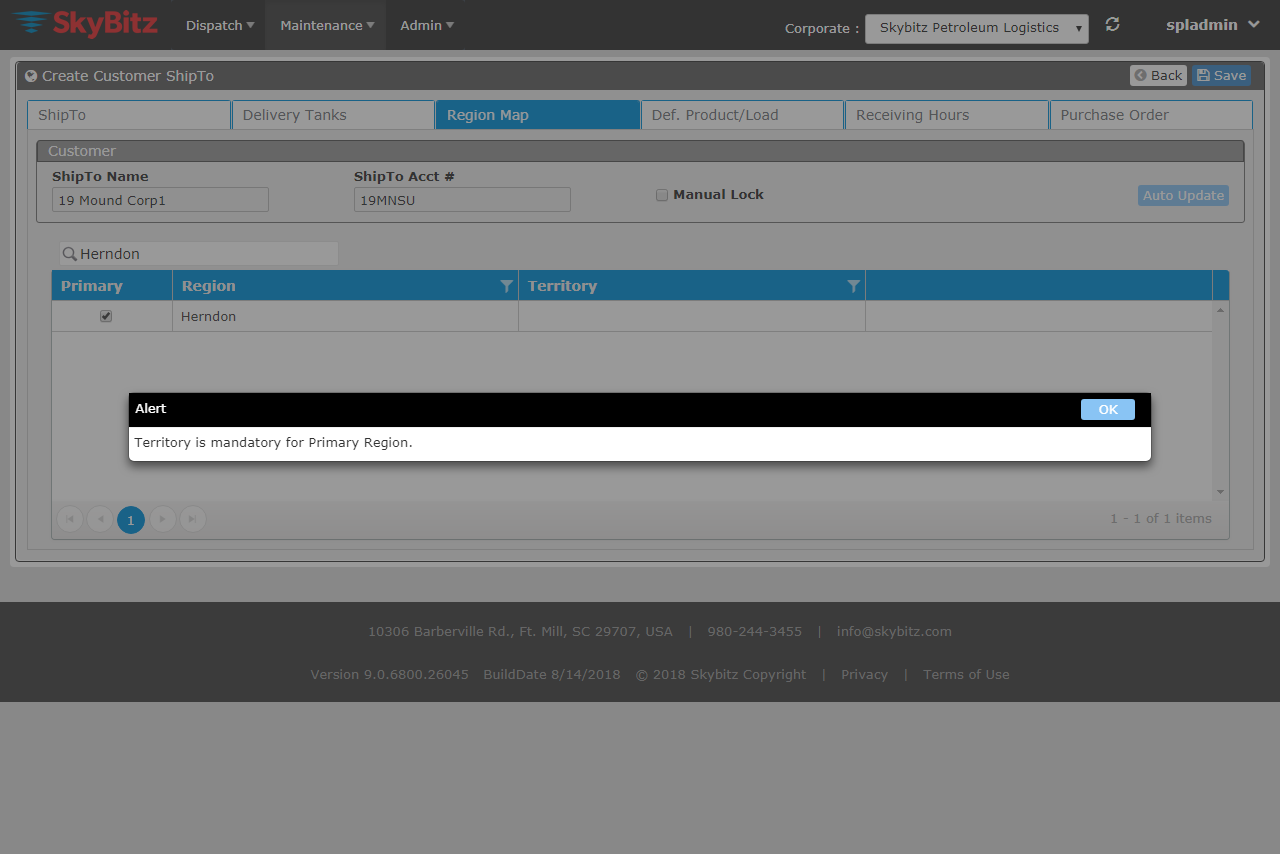 SkyBitz Dispatch Maintenance Admin Corporate : Skybitz Petroleum Logistics spladmin
Create Customer ShipTo Back Save
ShipTo Delivery Tanks Region Map Def. Product/Load Receiving Hours Purchase Order
Customer
ShipTo Name ShipTo Acct #
19 Mound Corp1 19MNSU Manual Lock Auto Update
Herndon
Primary Region Territory
Herndon
Alert OK
Territory is mandatory for Primary Region.
1 1 - 1 of 1 items
10306 Barberville Rd., Ft. Mill, SC 29707, USA | 980-244-3455 | info@skybitz.com
Version 9.0.6800.26045 BuildDate 8/14/2018 © 2018 Skybitz Copyright | Privacy | Terms of Use